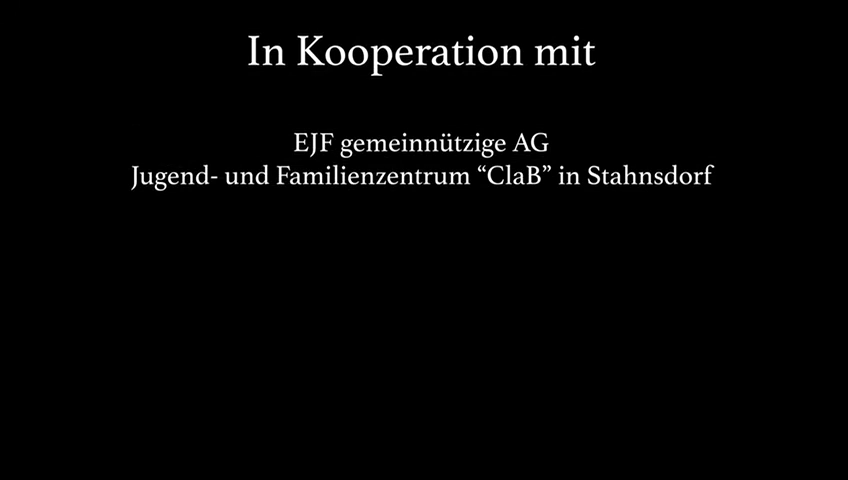 In Kooperation mit
EJF gemeinnützige AG
Jugend- und Familienzentrum “ClaB” in Stahnsdorf